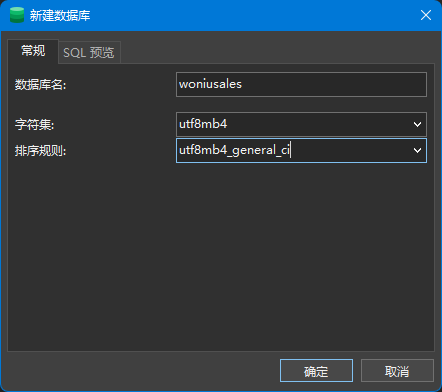 新建数据库
常规 SQL 预览
数据库名: woniusales
字符集: utf8mb4
排序规则: utf8mb4_general_ci
确定 取消